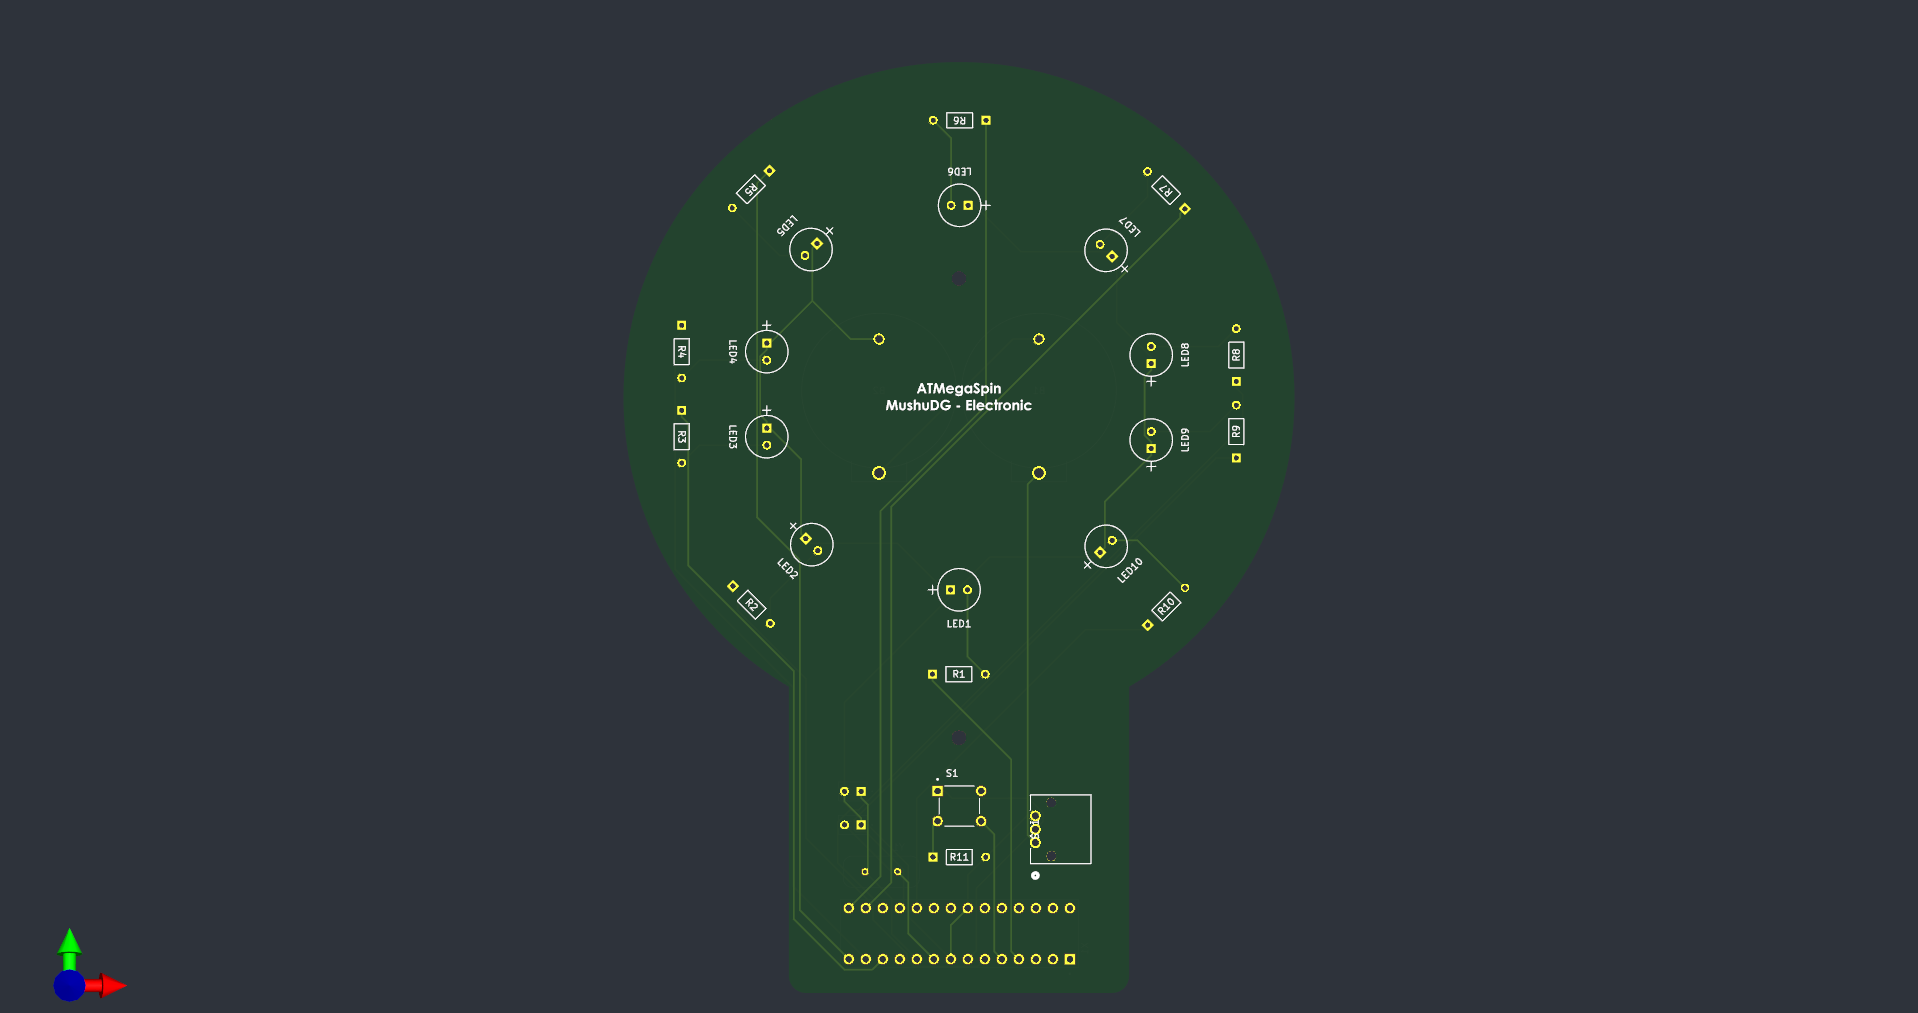 R6
LED6
R5
R7
LED5
LED7
R4
LED4
LED8
R8
ATMegaSpin
MushuDG - Electronic
R3
LED3
LED9
R9
LED2
LED10
R2
R10
LED1
R1
S1
R11